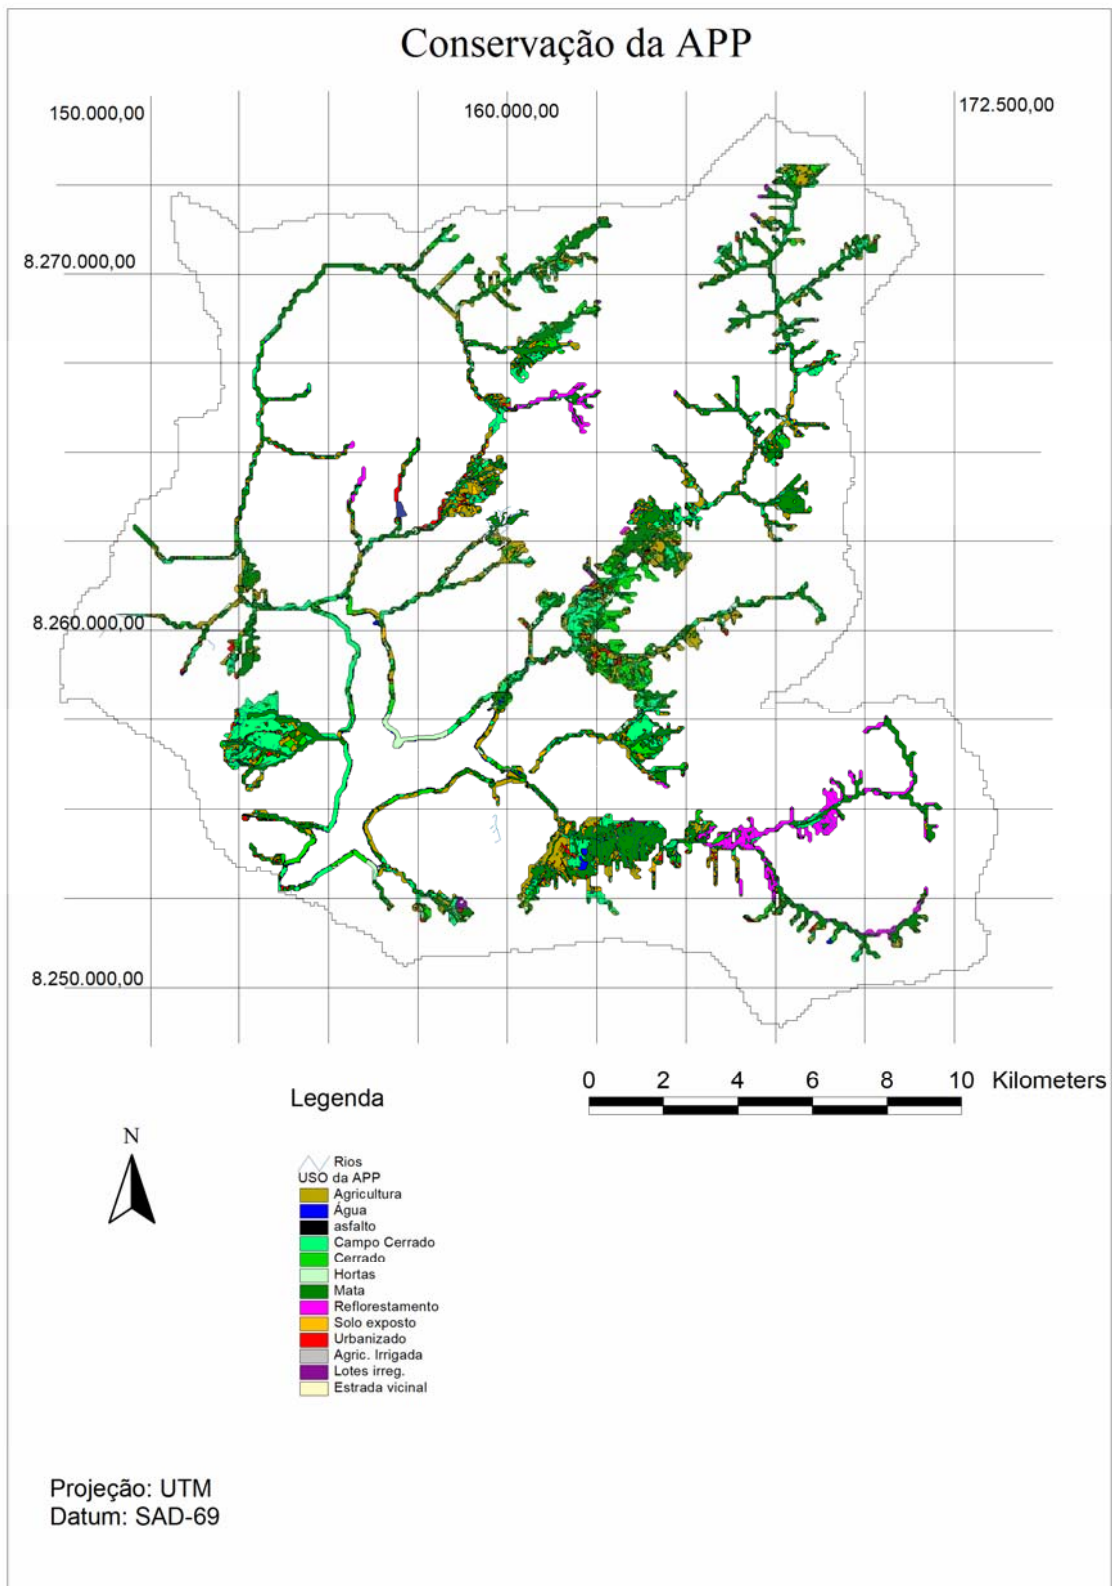 Conservação da APP
150.000,00
160.000,00
172.500,00
8.270.000,00
8.260.000,00
8.250.000,00
0 2 4 6 8 10 Kilometers
Legenda
N
Rios
USO da APP
Agricultura
Água
asfalto
Campo Cerrado
Cerrado
Hortas
Mata
Reflorestamento
Solo exposto
Urbanizado
Agric. Irrigada
Lotes irreg.
Estrada vicinal
Projeção: UTM
Datum: SAD-69